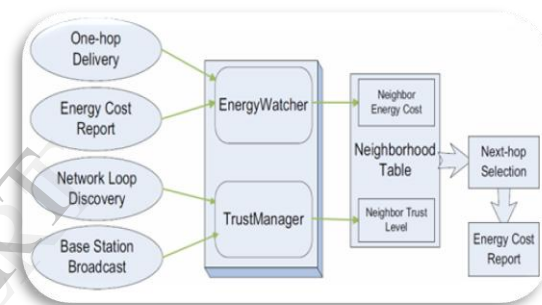 One-hop
Delivery
Energy Cost
Report
Network Loop
Discovery
Base Station
Broadcast
EnergyWatcher
TrustManager
Neighbor
Energy Cost
Neighborhood
Table
Neighbor Trust
Level
Next-hop
Selection
Energy Cost
Report